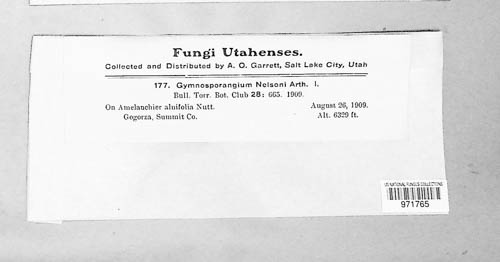 Fungi Utahenses.
Collected and Distributed by A. O. Garrett, Salt Lake City, Utah
177. Gymnosporangium Nelsoni Arth. I.
Bull. Torr. Bot. Club 28: 665. 1909.
On Amelanchier alnifolia Nutt. August 26, 1909.
Gogorza, Summit Co. Alt. 6329 ft.
US NATIONAL FUNGUS COLLECTIONS
971765